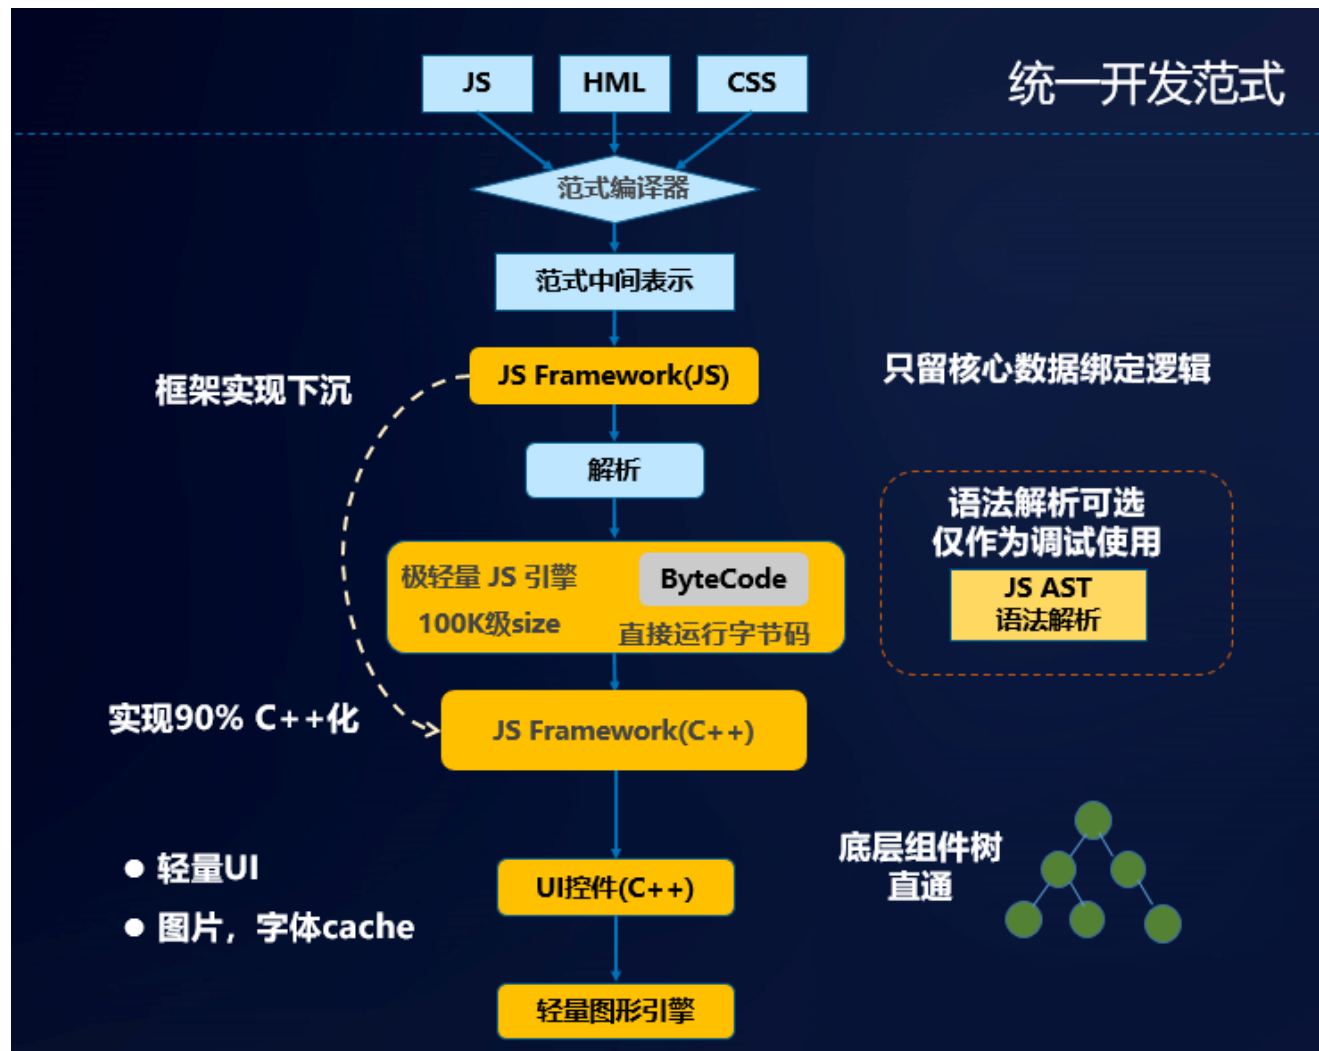 JS
HML
CSS
统一开发范式
范式编译器
范式中间表示
JS Framework(JS)
框架实现下沉
只留核心数据绑定逻辑
解析
语法解析可选
仅作为调试使用
JS AST
语法解析
极轻量 JS 引擎
100K级size
ByteCode
直接运行字节码
实现90% C++化
JS Framework(C++)
底层组件树
直通
● 轻量UI
● 图片，字体cache
UI控件(C++)
轻量图形引擎